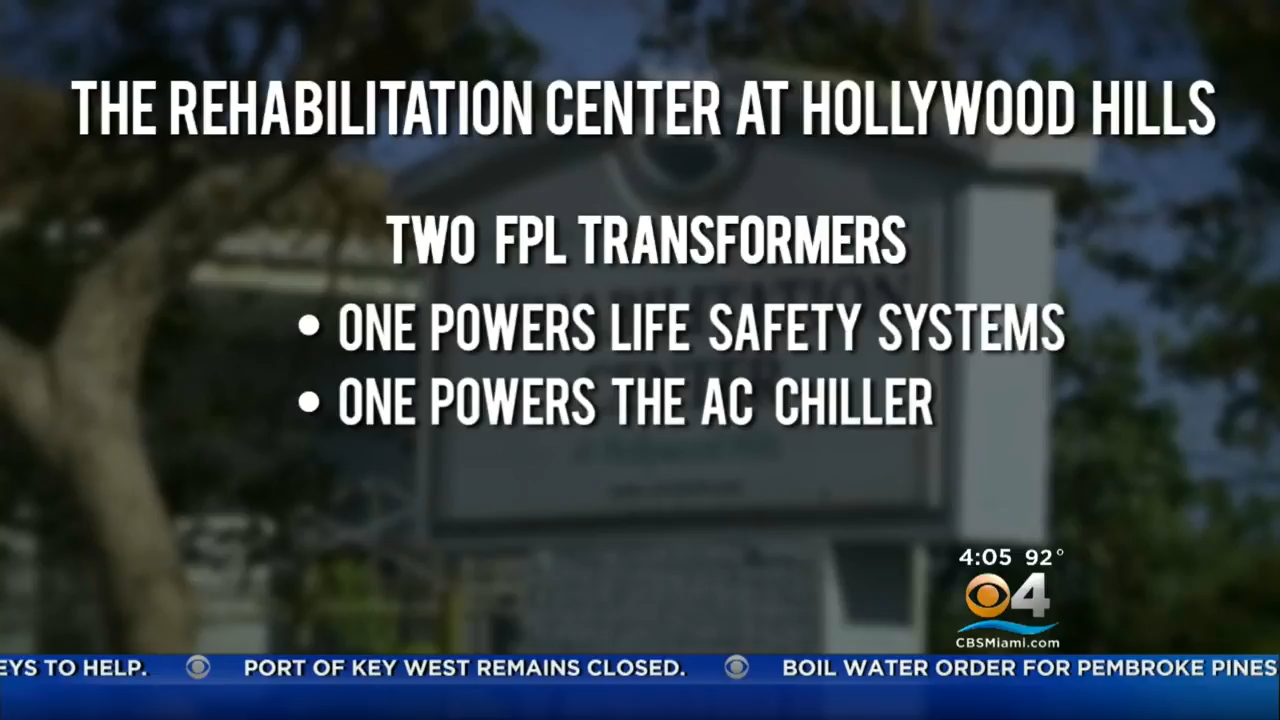 THE REHABILITATION CENTER AT HOLLYWOOD HILLS
TWO FPL TRANSFORMERS
• ONE POWERS LIFE SAFETY SYSTEMS
• ONE POWERS THE AC CHILLER
4:05 92°
4
CBSMiami.com
EYS TO HELP. PORT OF KEY WEST REMAINS CLOSED. BOIL WATER ORDER FOR PEMBROKE PINES